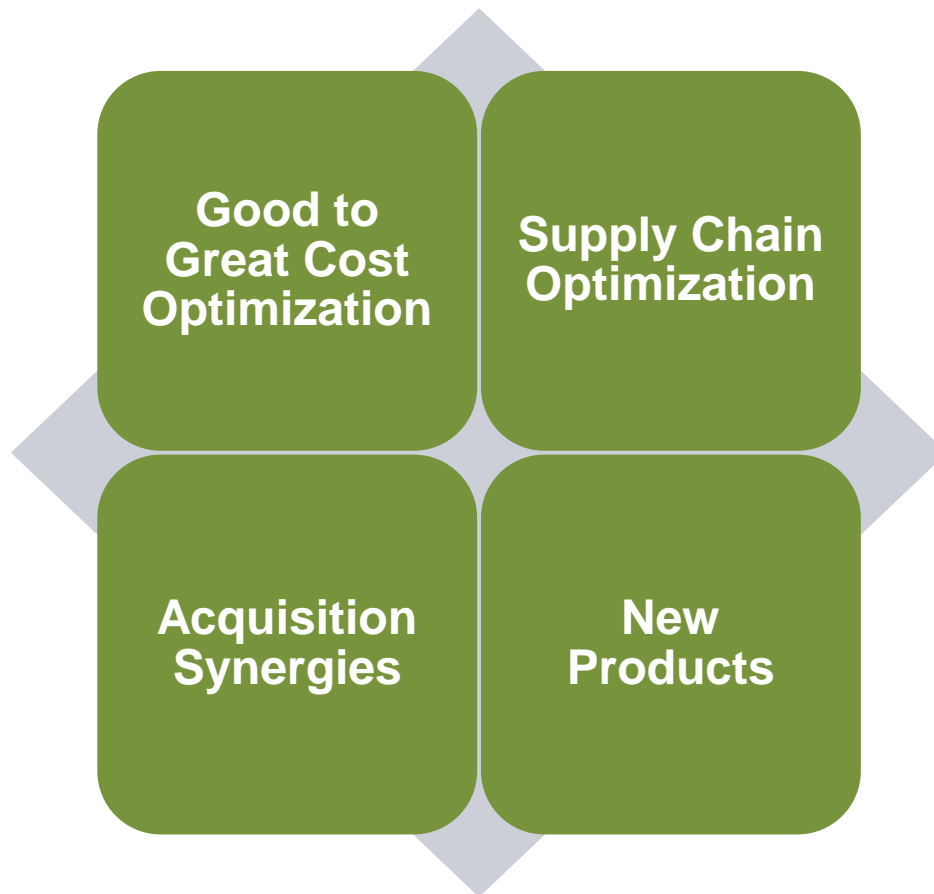 Good to
Great Cost
Optimization
Supply Chain
Optimization
Acquisition
Synergies
New
Products